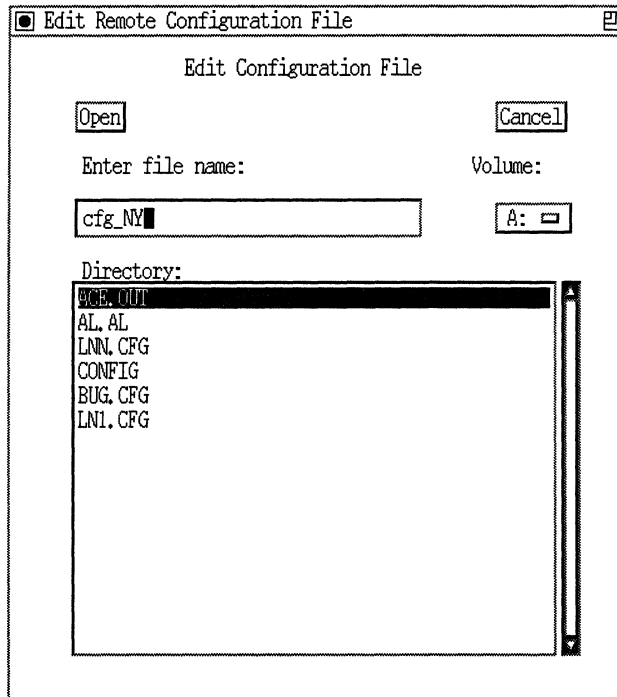 Edit Remote Configuration File
Edit Configuration File
Open
Cancel
Enter file name:
Volume:
cfg_NY
A:
Directory:
ACE.OUT
AL.AL
LNN.CFG
CONFIG
BUG.CFG
LN1.CFG